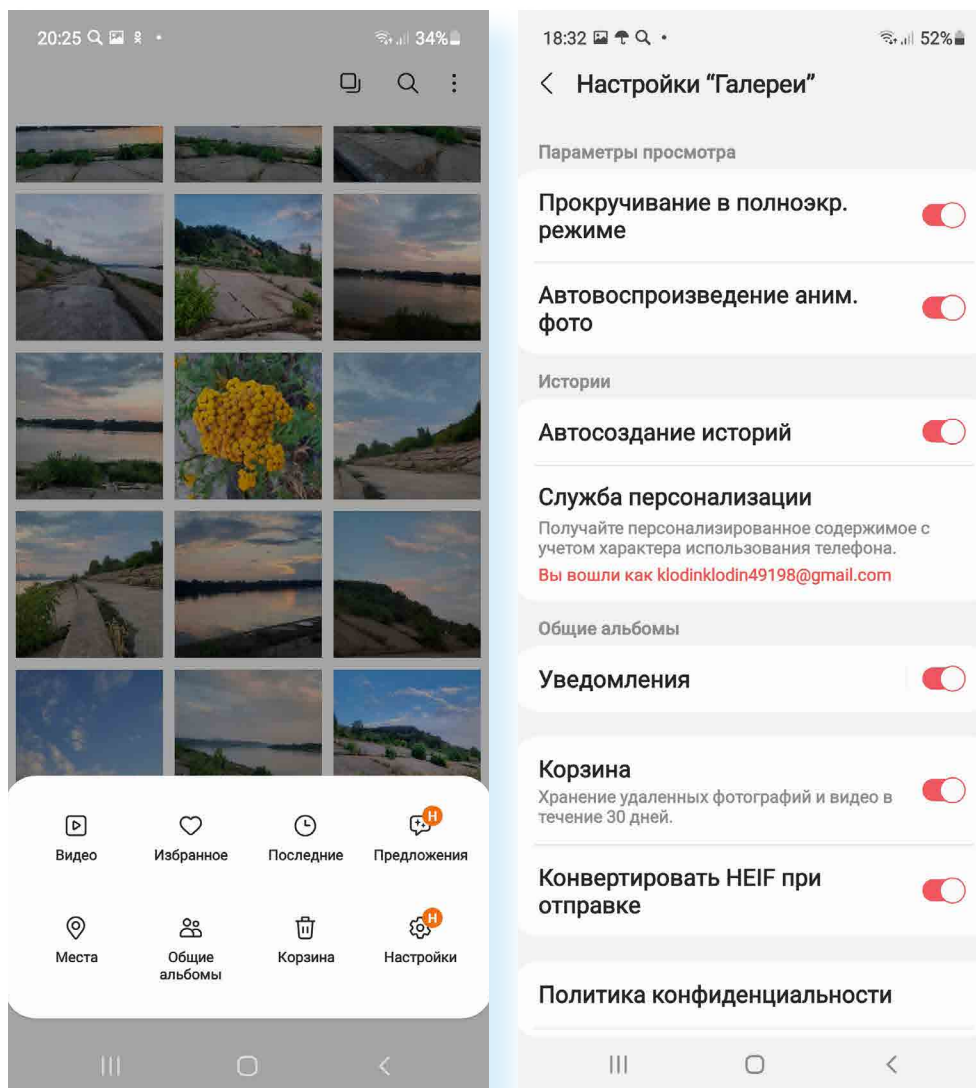 20:25
34%
Видео
Избранное
Последние
Предложения
Н
Места
Общие
альбомы
Корзина
Настройки
Н
18:32
52%
Настройки “Галереи”
Параметры просмотра
Прокручивание в полноэкр.
режиме
Автовоспроизведение аним.
фото
Истории
Автосоздание историй
Служба персонализации
Получайте персонализированное содержимое с
учетом характера использования телефона.
Вы вошли как klodinklodin49198@gmail.com
Общие альбомы
Уведомления
Корзина
Хранение удаленных фотографий и видео в
течение 30 дней.
Конвертировать HEIF при
отправке
Политика конфиденциальности